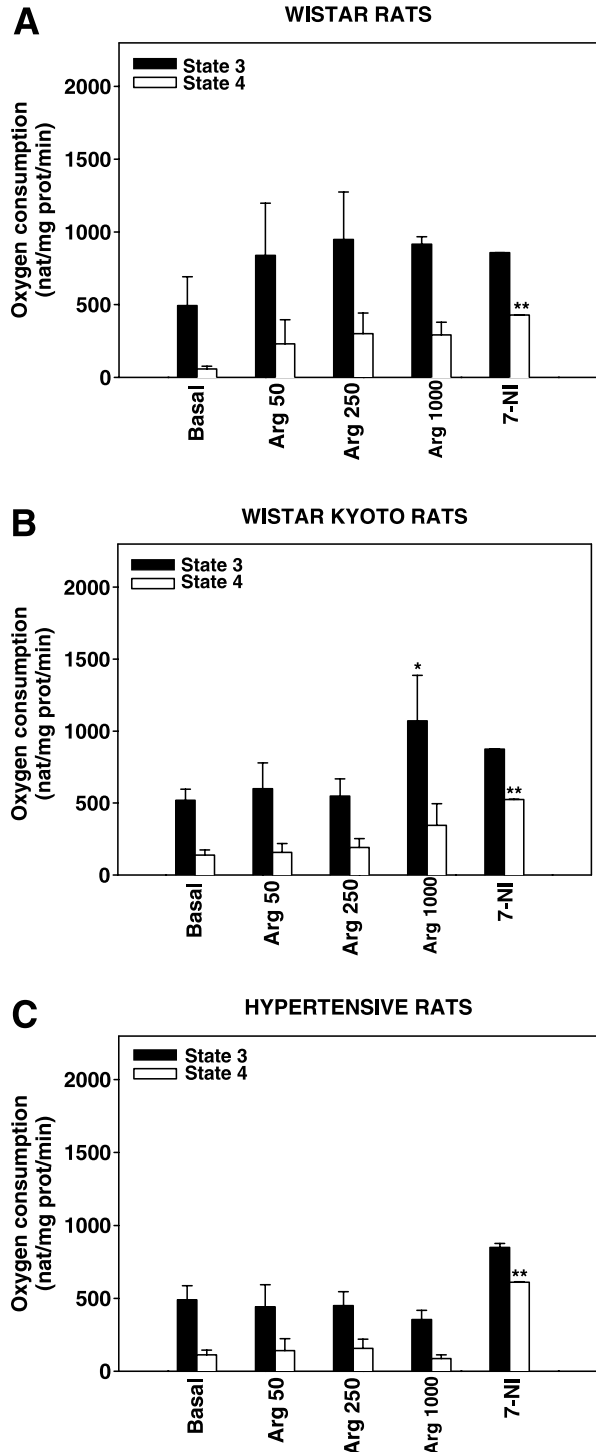 A
WISTAR RATS
State 3
State 4
Oxygen consumption
(nat/mg prot/min)
2000
1500
1000
500
0
**
Basal
Arg 50
Arg 250
Arg 1000
7-NI
B
WISTAR KYOTO RATS
State 3
State 4
Oxygen consumption
(nat/mg prot/min)
2000
1500
1000
500
0
*
**
Basal
Arg 50
Arg 250
Arg 1000
7-NI
C
HYPERTENSIVE RATS
State 3
State 4
Oxygen consumption
(nat/mg prot/min)
2000
1500
1000
500
0
**
Basal
Arg 50
Arg 250
Arg 1000
7-NI